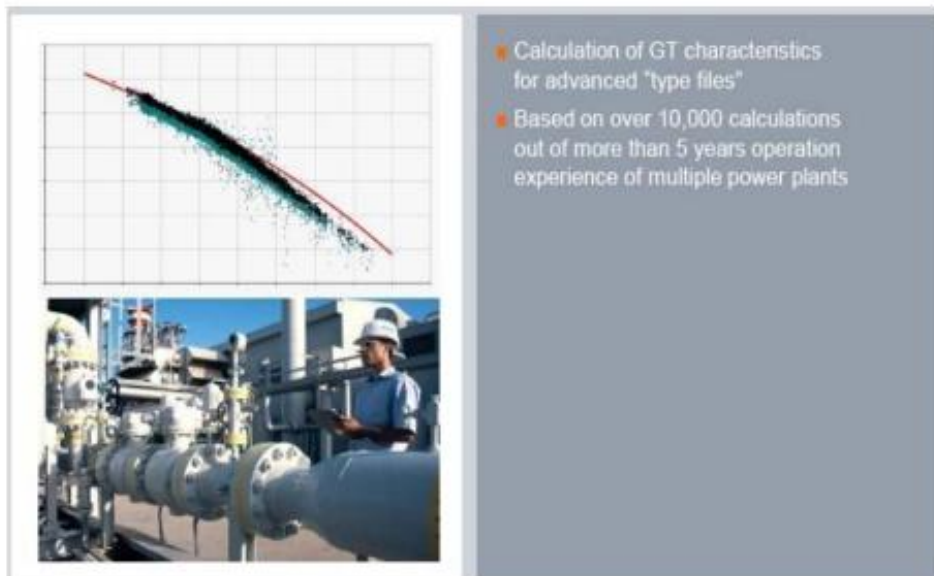 Calculation of GT characteristics
for advanced "type files"
Based on over 10,000 calculations
out of more than 5 years operation
experience of multiple power plants